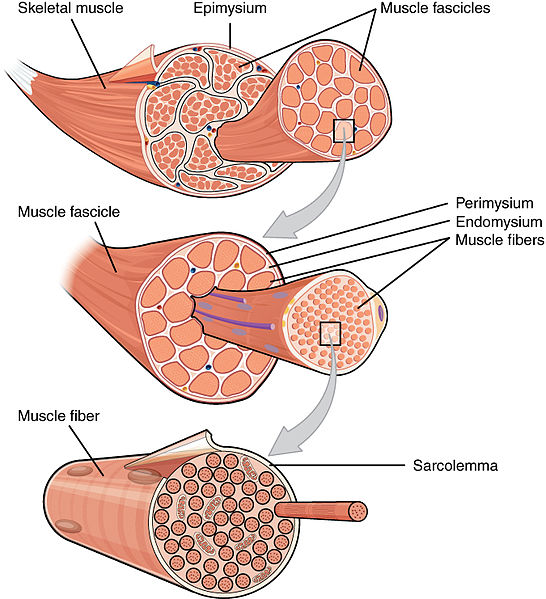 Skeletal muscle
Epimysium
Muscle fascicles
Muscle fascicle
Perimysium
Endomysium
Muscle fibers
Muscle fiber
Sarcolemma